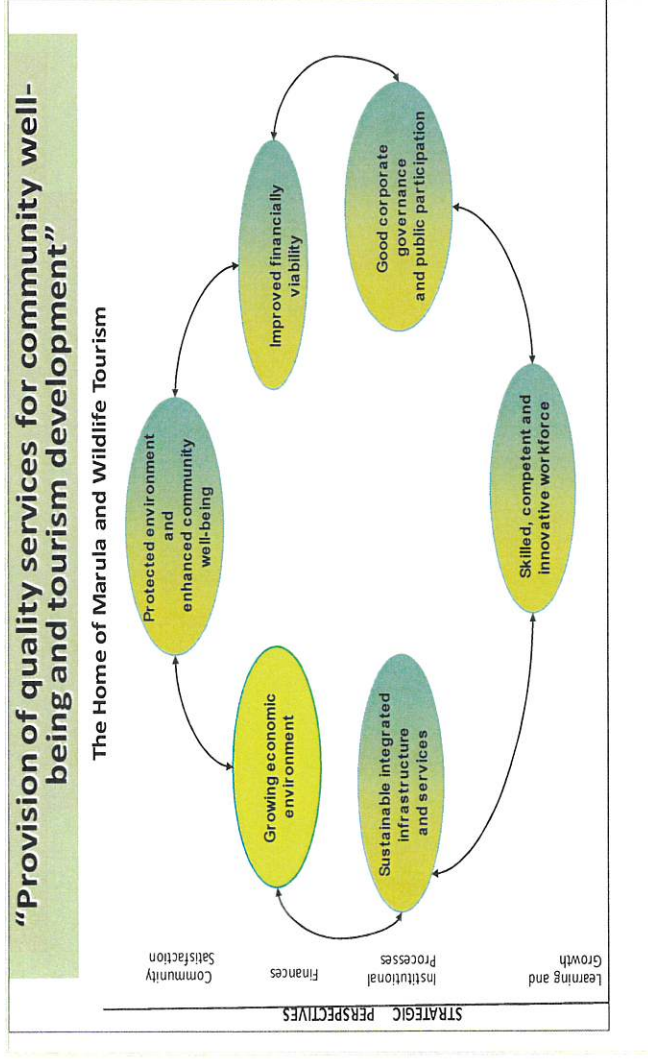 “Provision of quality services for community well-
being and tourism development”
The Home of Marula and Wildlife Tourism
STRATEGIC PERSPECTIVES
Community
Satisfaction
Protected environment
and
enhanced community
well-being
Finances
Growing economic
environment
Improved financially
viability
Institutional
Processes
Sustainable integrated
infrastructure
and services
Good corporate
governance
and public participation
Learning and
Growth
Skilled, competent and
innovative workforce